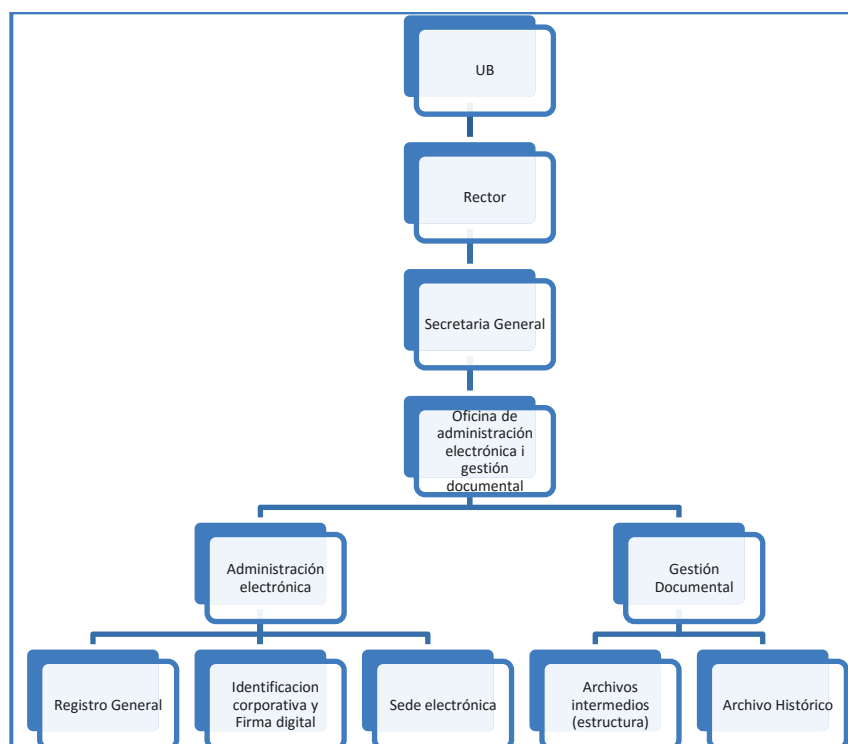 UB
Rector
Secretaria General
Oficina de
administración
electrónica i
gestión
documental
Administración
electrónica
Gestión
Documental
Registro General
Identificacion
corporativa y
Firma digital
Sede electrónica
Archivos
intermedios
(estructura)
Archivo Histórico